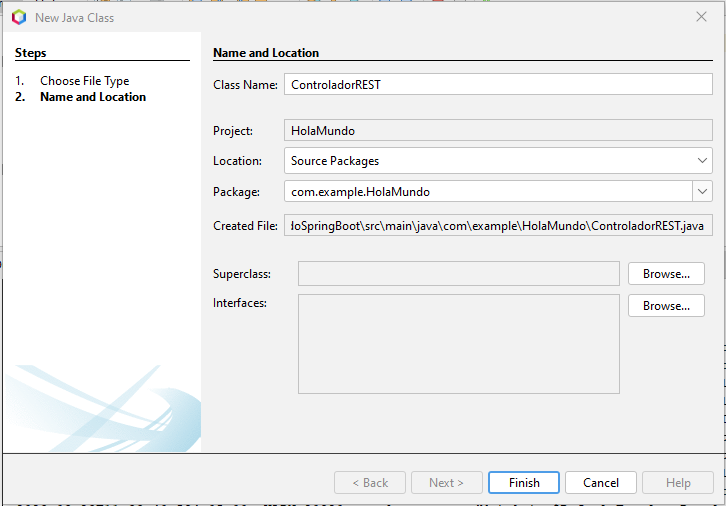 New Java Class
Steps
1. Choose File Type
2. Name and Location
Name and Location
Class Name: ControladorREST
Project: HolaMundo
Location: Source Packages
Package: com.example.HolaMundo
Created File: doSpringBoot\src\main\java\com\example\HolaMundo\ControladorREST.java
Superclass: Browse...
Interfaces: Browse...
< Back Next > Finish Cancel Help